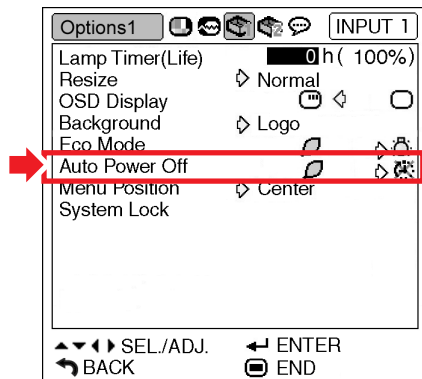 Options1 INPUT 1
Lamp Timer(Life) 0 h( 100%)
Resize Normal
OSD Display
Background Logo
Eco Mode
Auto Power Off
Menu Position Center
System Lock
SEL./ADJ. ENTER
BACK END